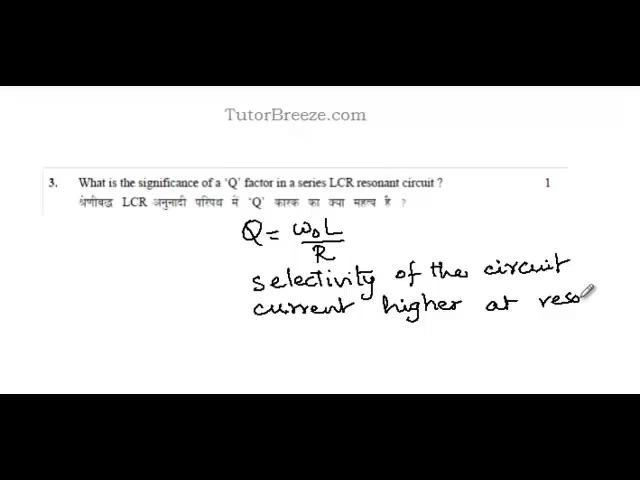 TutorBreeze.com
3. What is the significance of a 'Q' factor in a series LCR resonant circuit ? 1
श्रेणीबद्ध LCR अनुनादी परिपथ में 'Q' कारक का क्या महत्व है ?
Q = ω₀L
R
selectivity of the circuit
current higher at reso